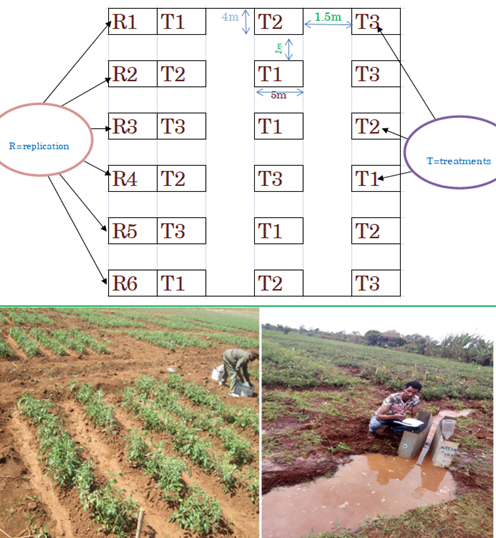 R1 T1 4m T2 1.5m T3
1m
R2 T2 T1 T3
5m
R3 T3 T1 T2
R=replication
R4 T2 T3 T1
T=treatments
R5 T3 T1 T2
R6 T1 T2 T3